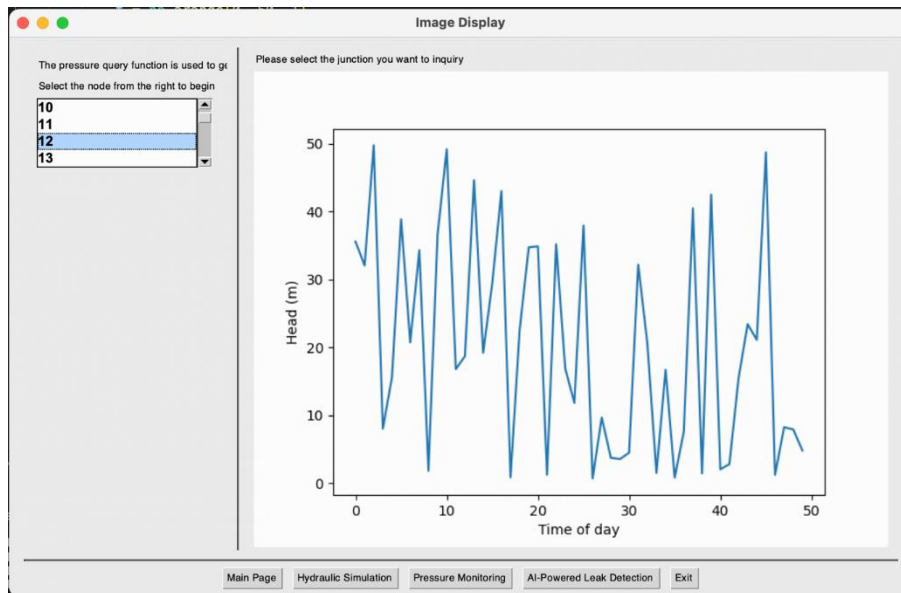 Image Display
The pressure query function is used to ge
Select the node from the right to begin
10
11
12
13
Please select the junction you want to inquiry
50
40
30
20
10
0
Head (m)
0 10 20 30 40 50
Time of day
Main Page Hydraulic Simulation Pressure Monitoring AI-Powered Leak Detection Exit